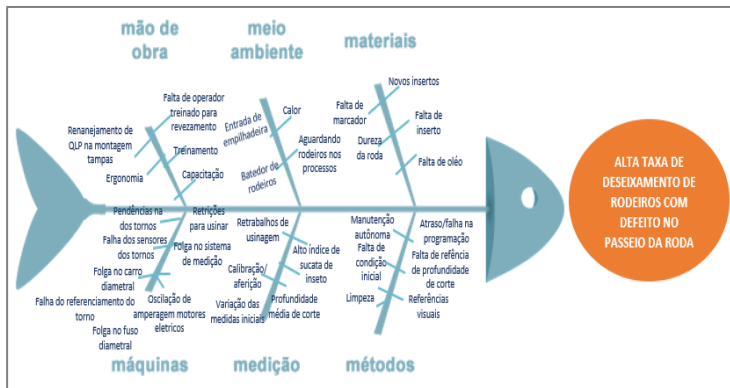 mão de
obra
meio
ambiente
materiais
Falta de operador
treinado para
revezamento
Renanejamento de
QLP na montagem
tampas
Treinamento
Ergonomia
Capacitação
Entrada de
empilhadeira
Calor
Aguardando
rodeiros nos
processos
Batedor de
rodeiros
Novos insertos
Falta de
marcador
Falta de
inserto
Dureza
da roda
Falta de oléo
ALTA TAXA DE
DESEIXAMENTO DE
RODEIROS COM
DEFEITO NO
PASSEIO DA RODA
Pendências na
dos tornos
Retrições
para usinar
Falha dos sensores
dos tornos
Folga no sistema
de medição
Folga no carro
diametral
Falha do referenciamento do
torno
Oscilação de
amperagem motores
eletricos
Folga no fuso
diametral
Retrabalhos de
usinagem
Alto índice de
sucata de
inseto
Calibração/
aferição
Variação das
medidas iniciais
Profundidade
média de corte
Manutenção
autônoma
Atraso/falha na
programação
Falta de
condição
inicial
Falta de refência
de profundidade
de corte
Limpeza
Referências
visuais
máquinas
medição
métodos